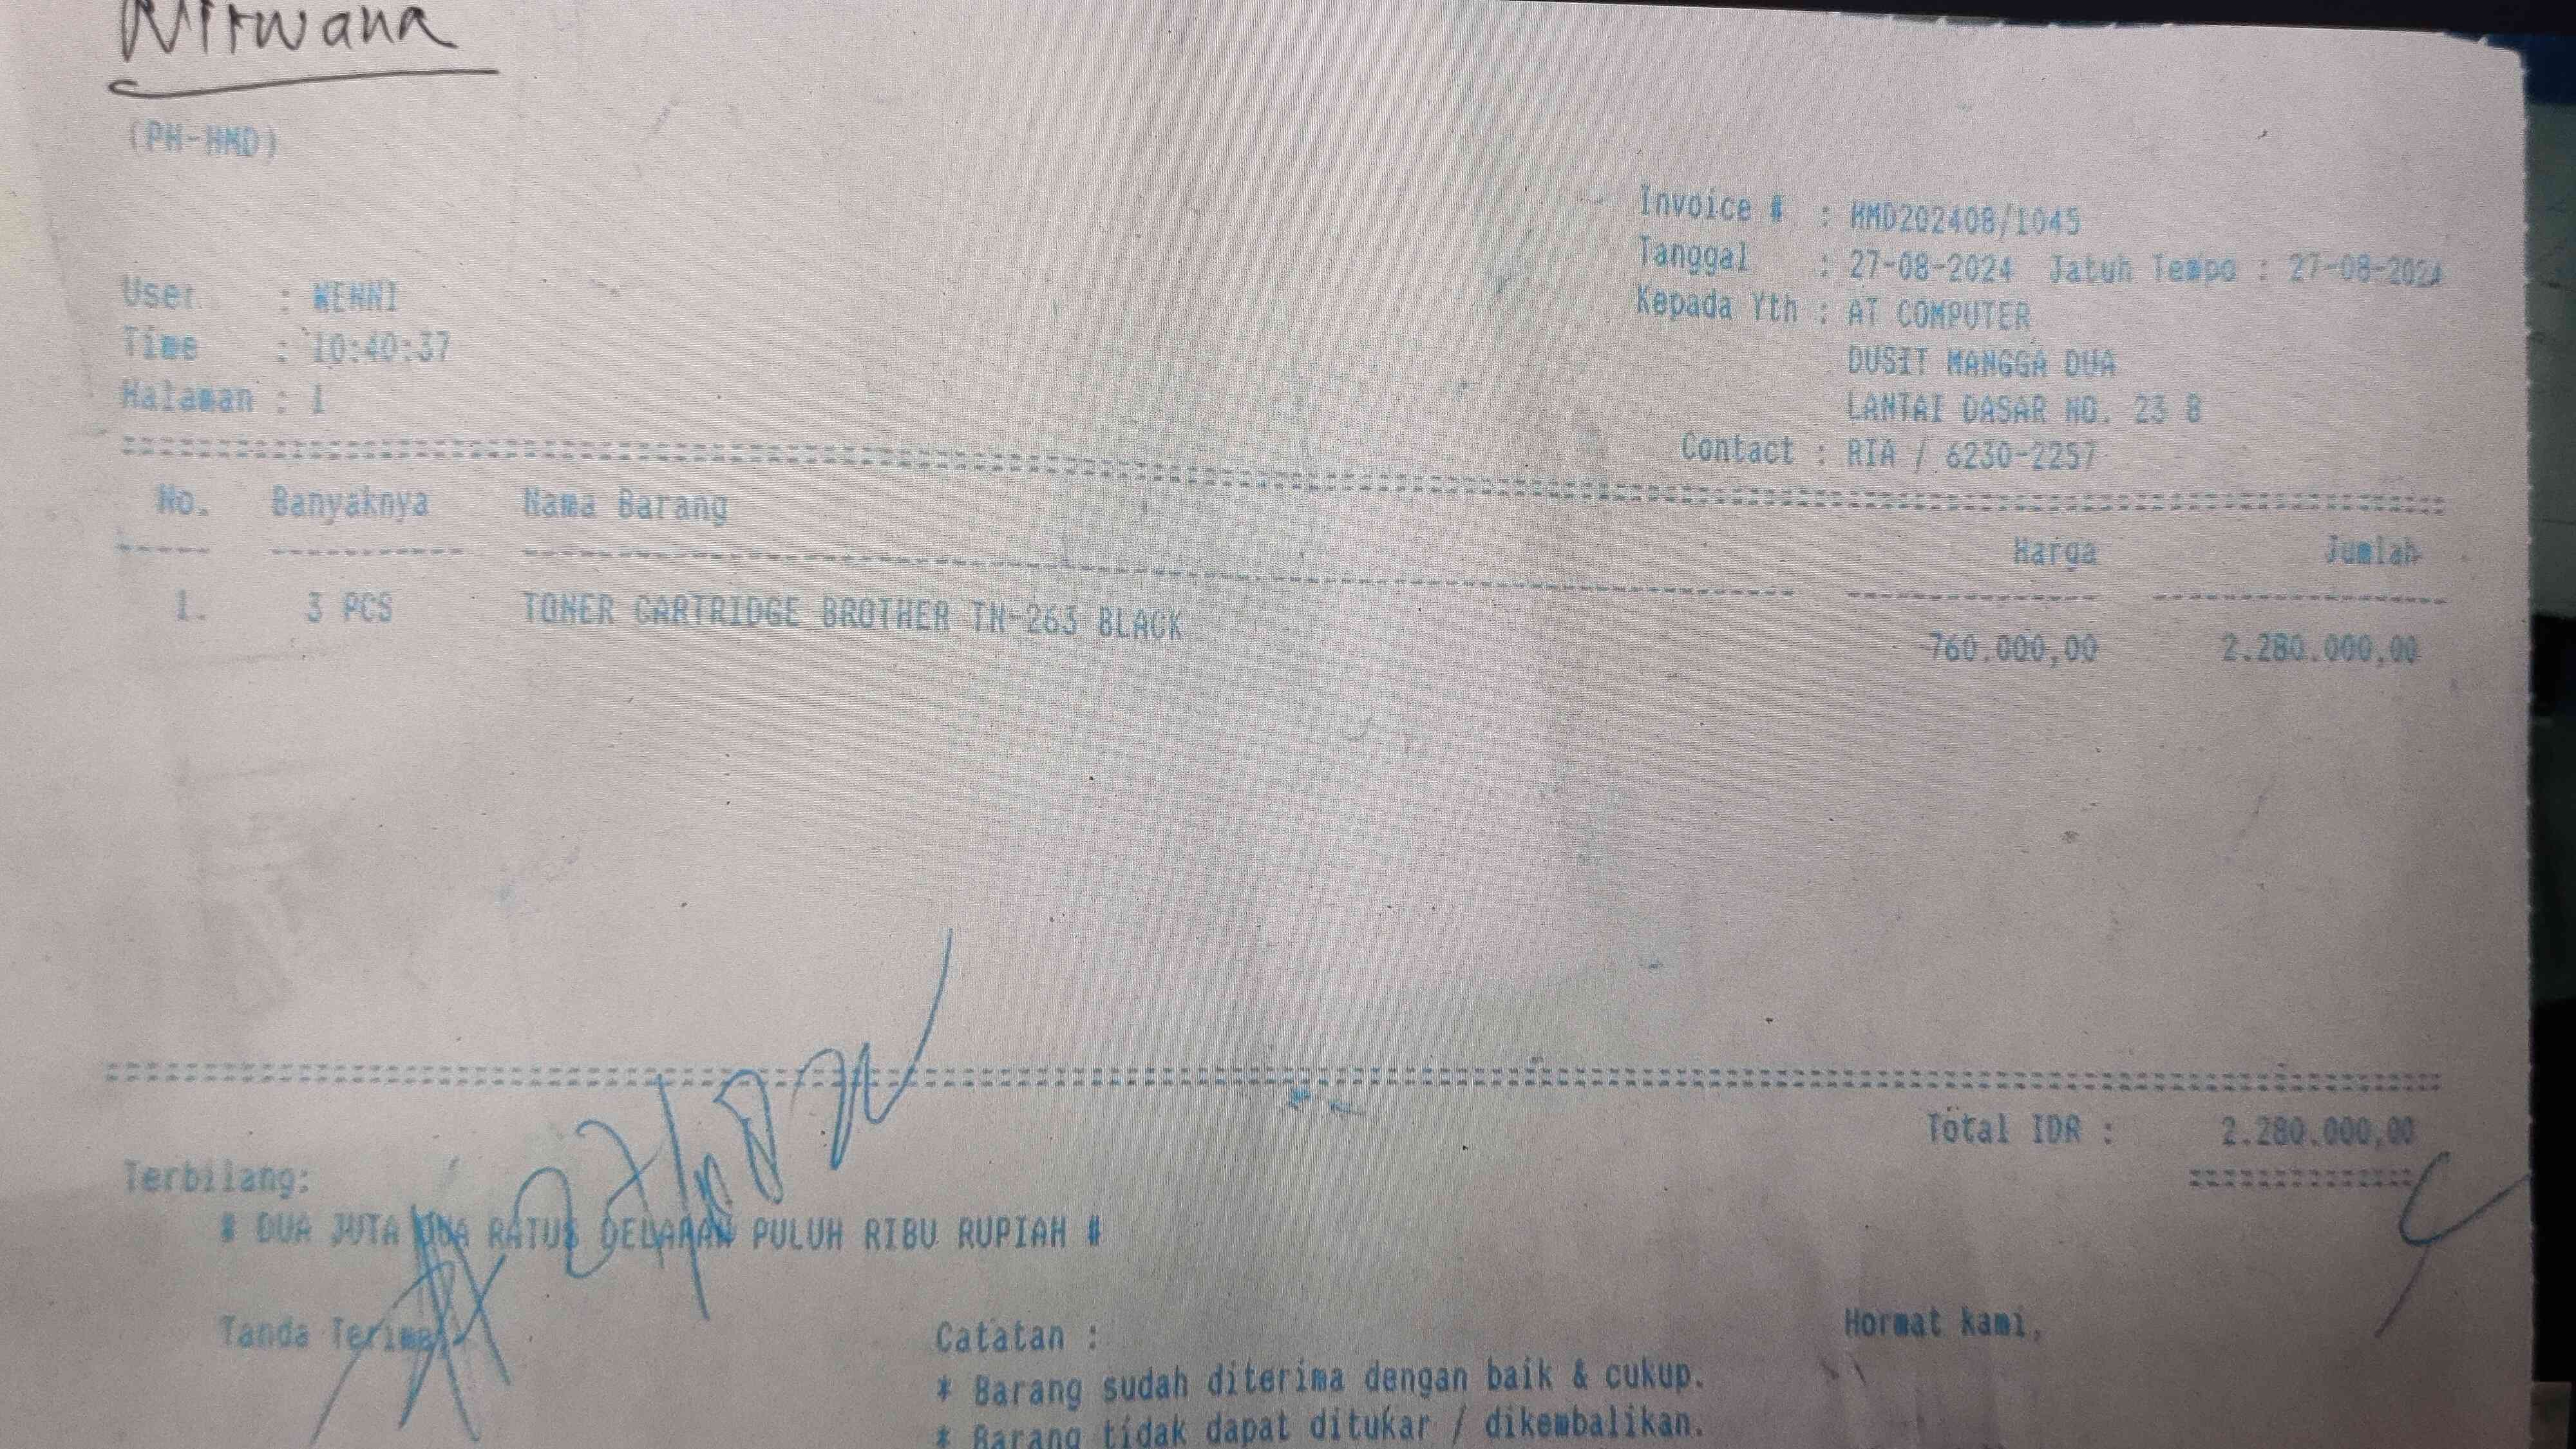 Nirwana
(PH-HMD)
Invoice # : HMD202408/1045
Tanggal : 27-08-2024 Jatuh Tempo : 27-08-2024
Kepada Yth : AT COMPUTER
DUSIT MANGGA DUA
LANTAI DASAR NO. 23 B
Contact : RIA / 6230-2257
User : WENNI
Time : 10:40:37
Halaman : 1
No. Banyaknya Nama Barang Harga Jumlah
1. 3 PCS TONER CARTRIDGE BROTHER TN-263 BLACK 760.000,00 2.280.000,00
Total IDR : 2.280.000,00
Terbilang:
# DUA JUTA DUA RATUS DELAPAN PULUH RIBU RUPIAH #
Tanda Terima
Catatan :
* Barang sudah diterima dengan baik & cukup.
* Barang tidak dapat ditukar / dikembalikan.
Hormat kami,